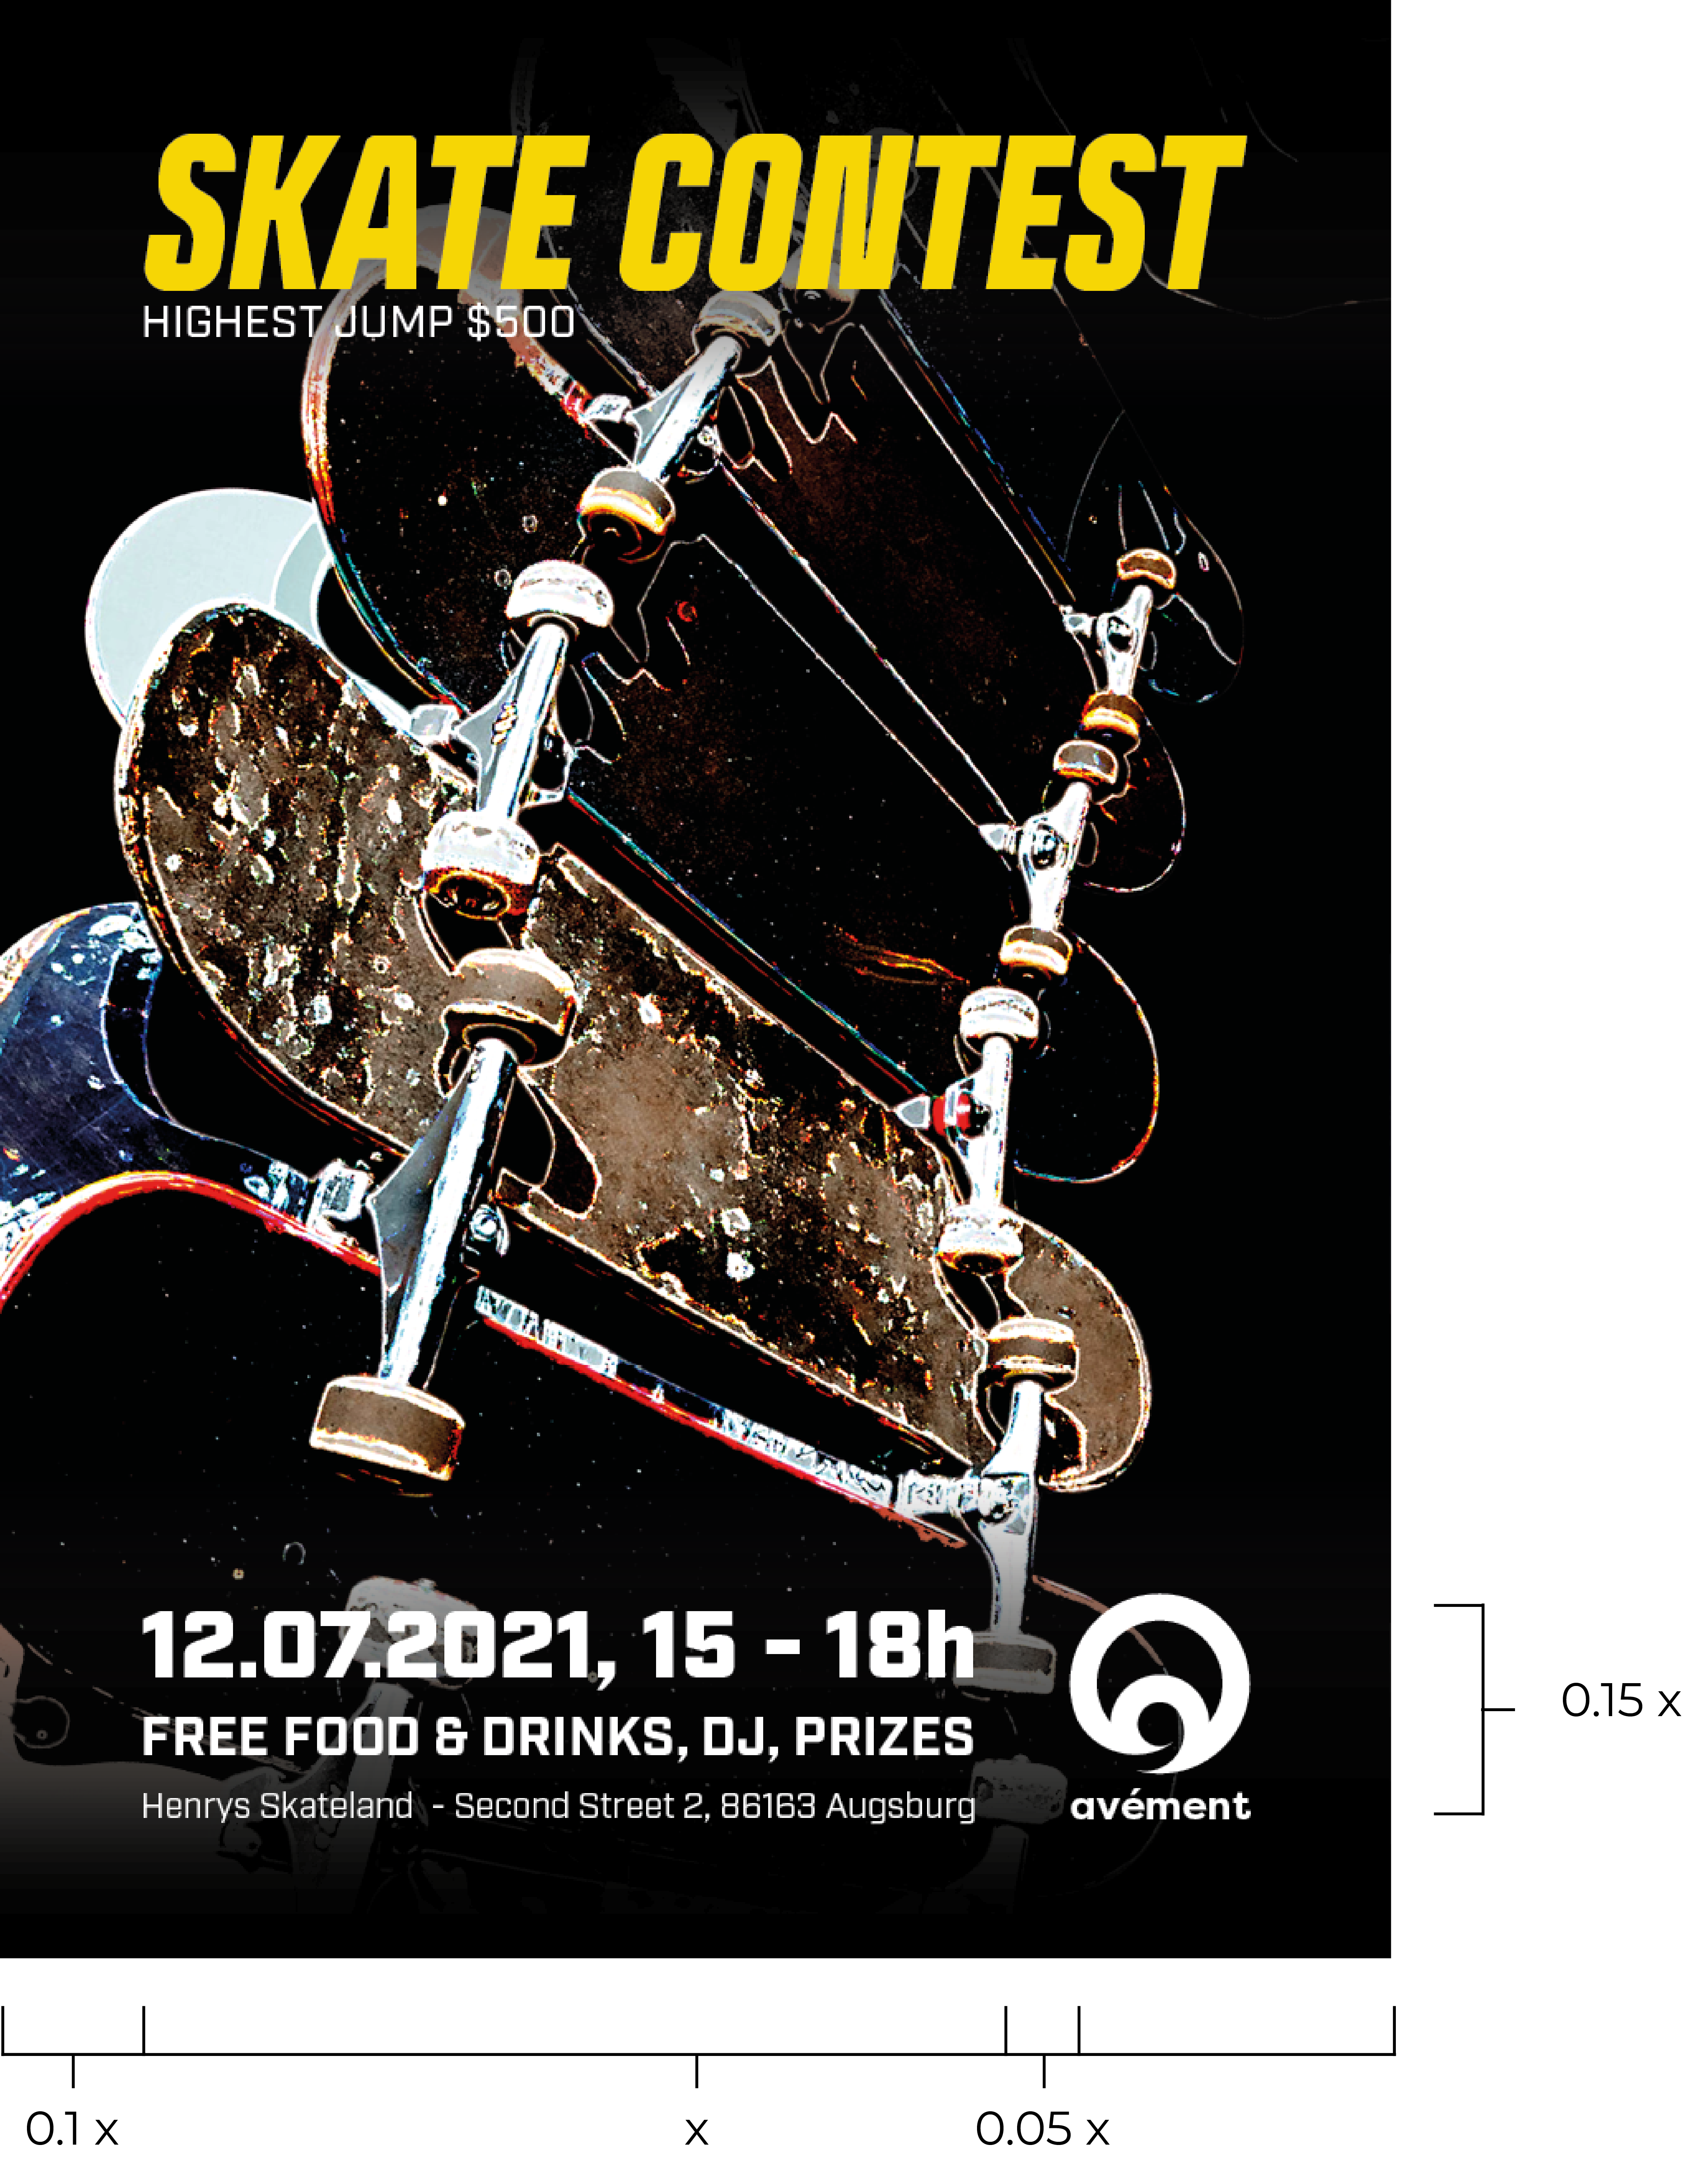 SKATE CONTEST
HIGHEST JUMP $500
12.07.2021, 15 - 18h
FREE FOOD & DRINKS, DJ, PRIZES
Henrys Skateland - Second Street 2, 86163 Augsburg
avément
0.15 x
0.1 x
x
0.05 x